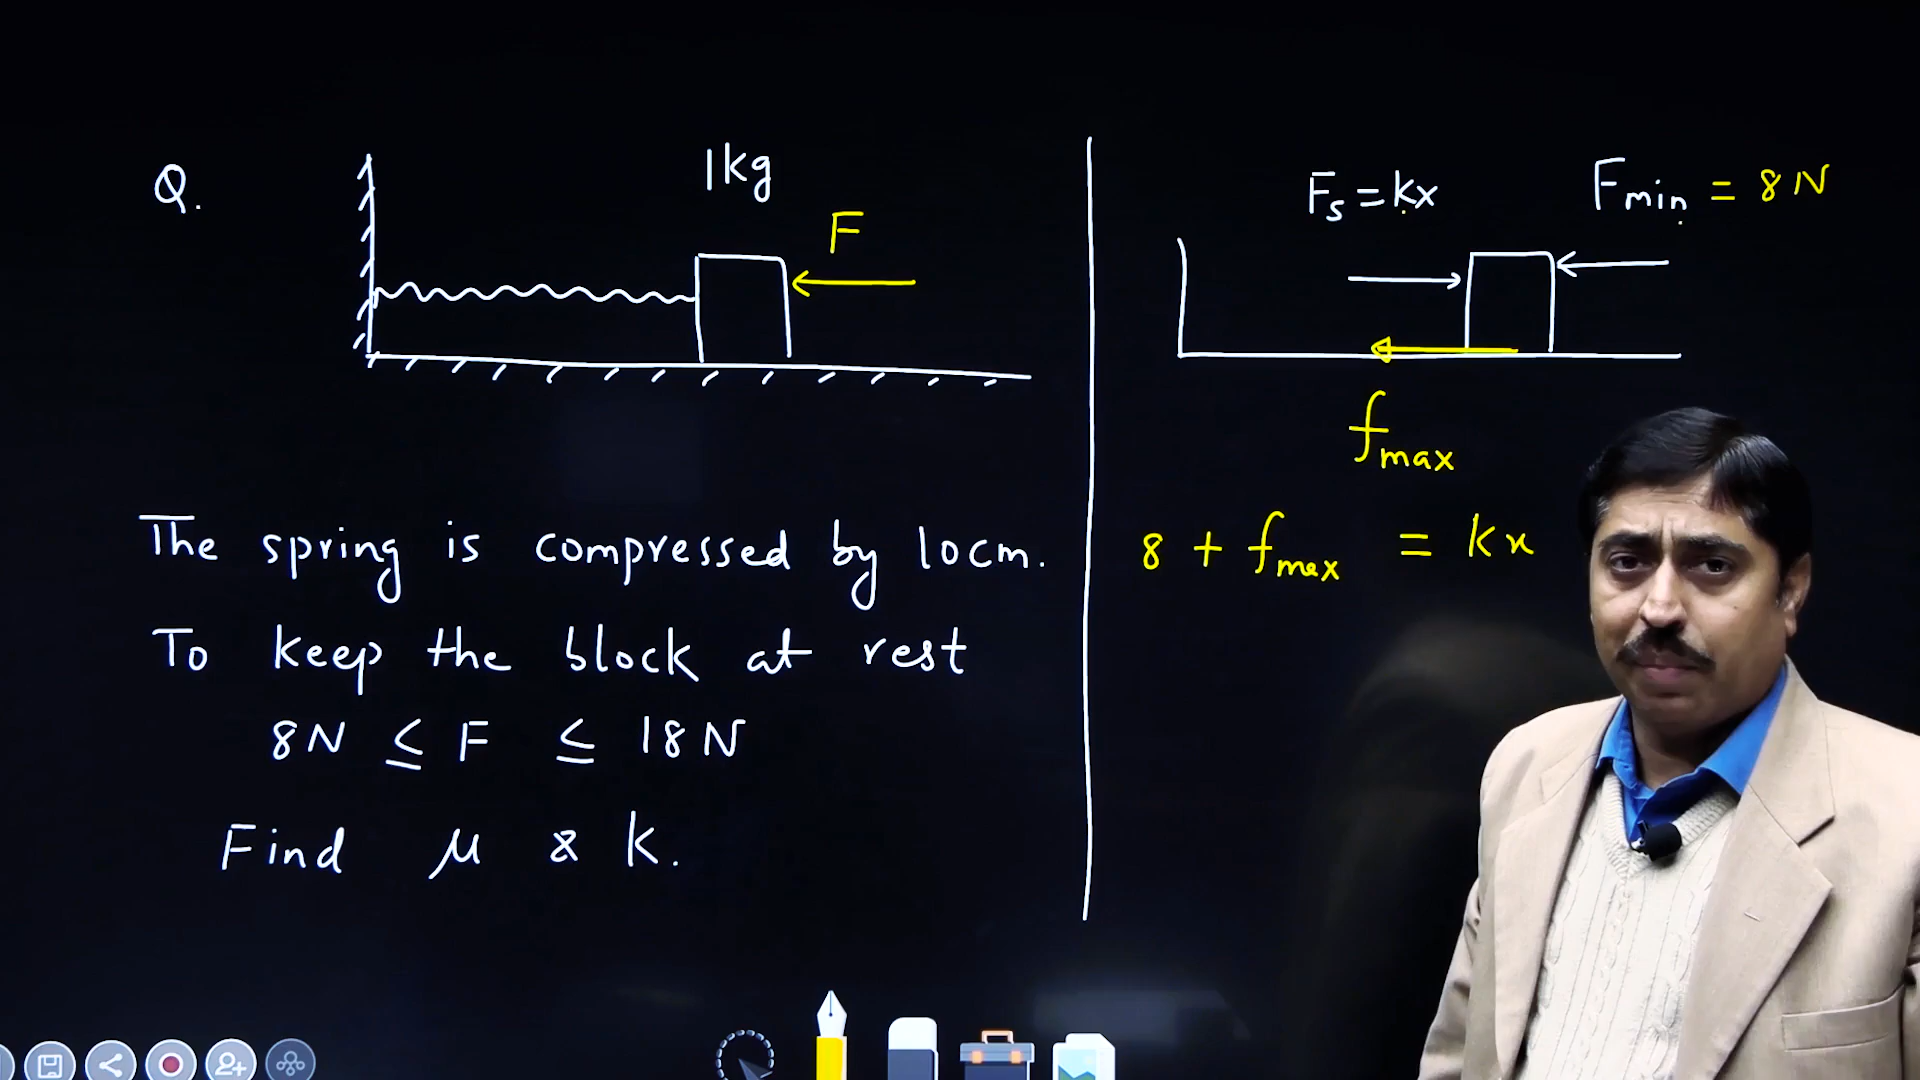 Q.
1kg
F
The spring is compressed by 10cm.
To keep the block at rest
8N ≤ F ≤ 18N
Find μ & k.
Fs = kx
Fmin = 8N
fmax
8 + fmax = kx